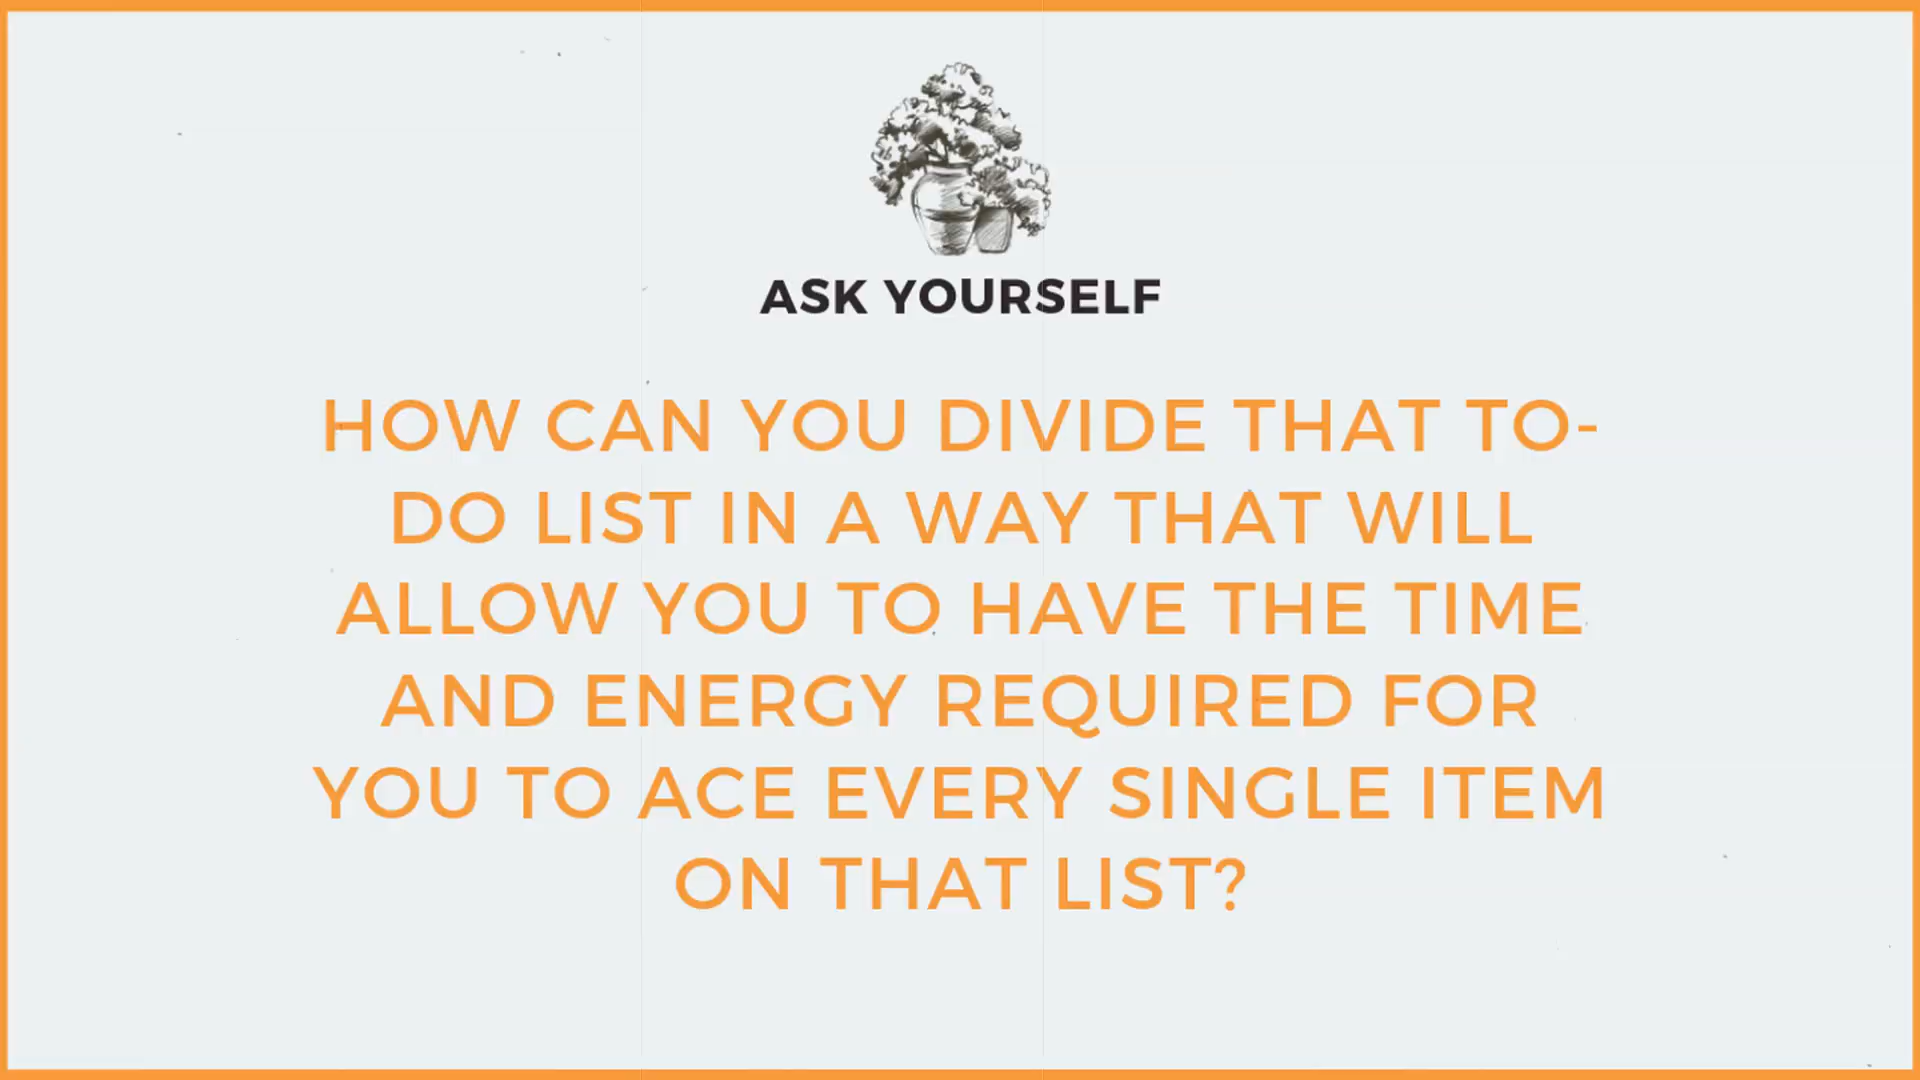 ASK YOURSELF
HOW CAN YOU DIVIDE THAT TO-
DO LIST IN A WAY THAT WILL
ALLOW YOU TO HAVE THE TIME
AND ENERGY REQUIRED FOR
YOU TO ACE EVERY SINGLE ITEM
ON THAT LIST?